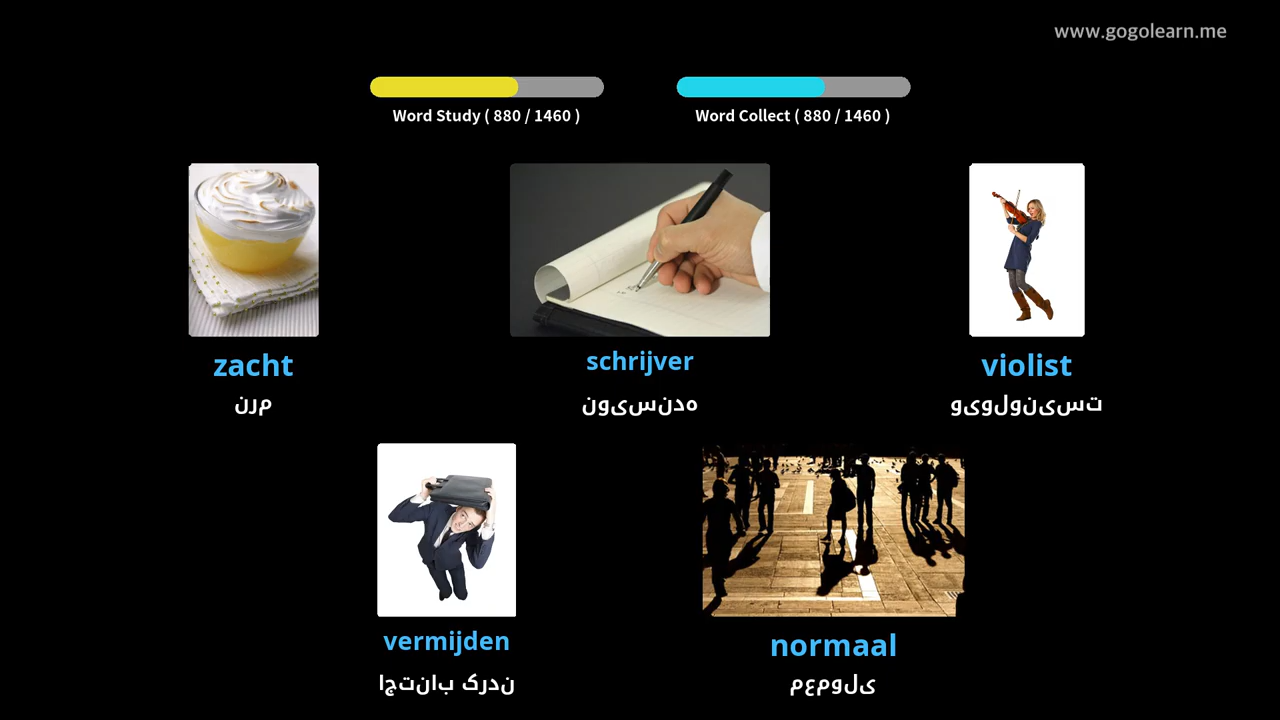 www.gogolearn.me
Word Study ( 880 / 1460 )
Word Collect ( 880 / 1460 )
zacht
نرم
schrijver
نویسنده
violist
ویولونیست
vermijden
اجتناب کردن
normaal
معمولی